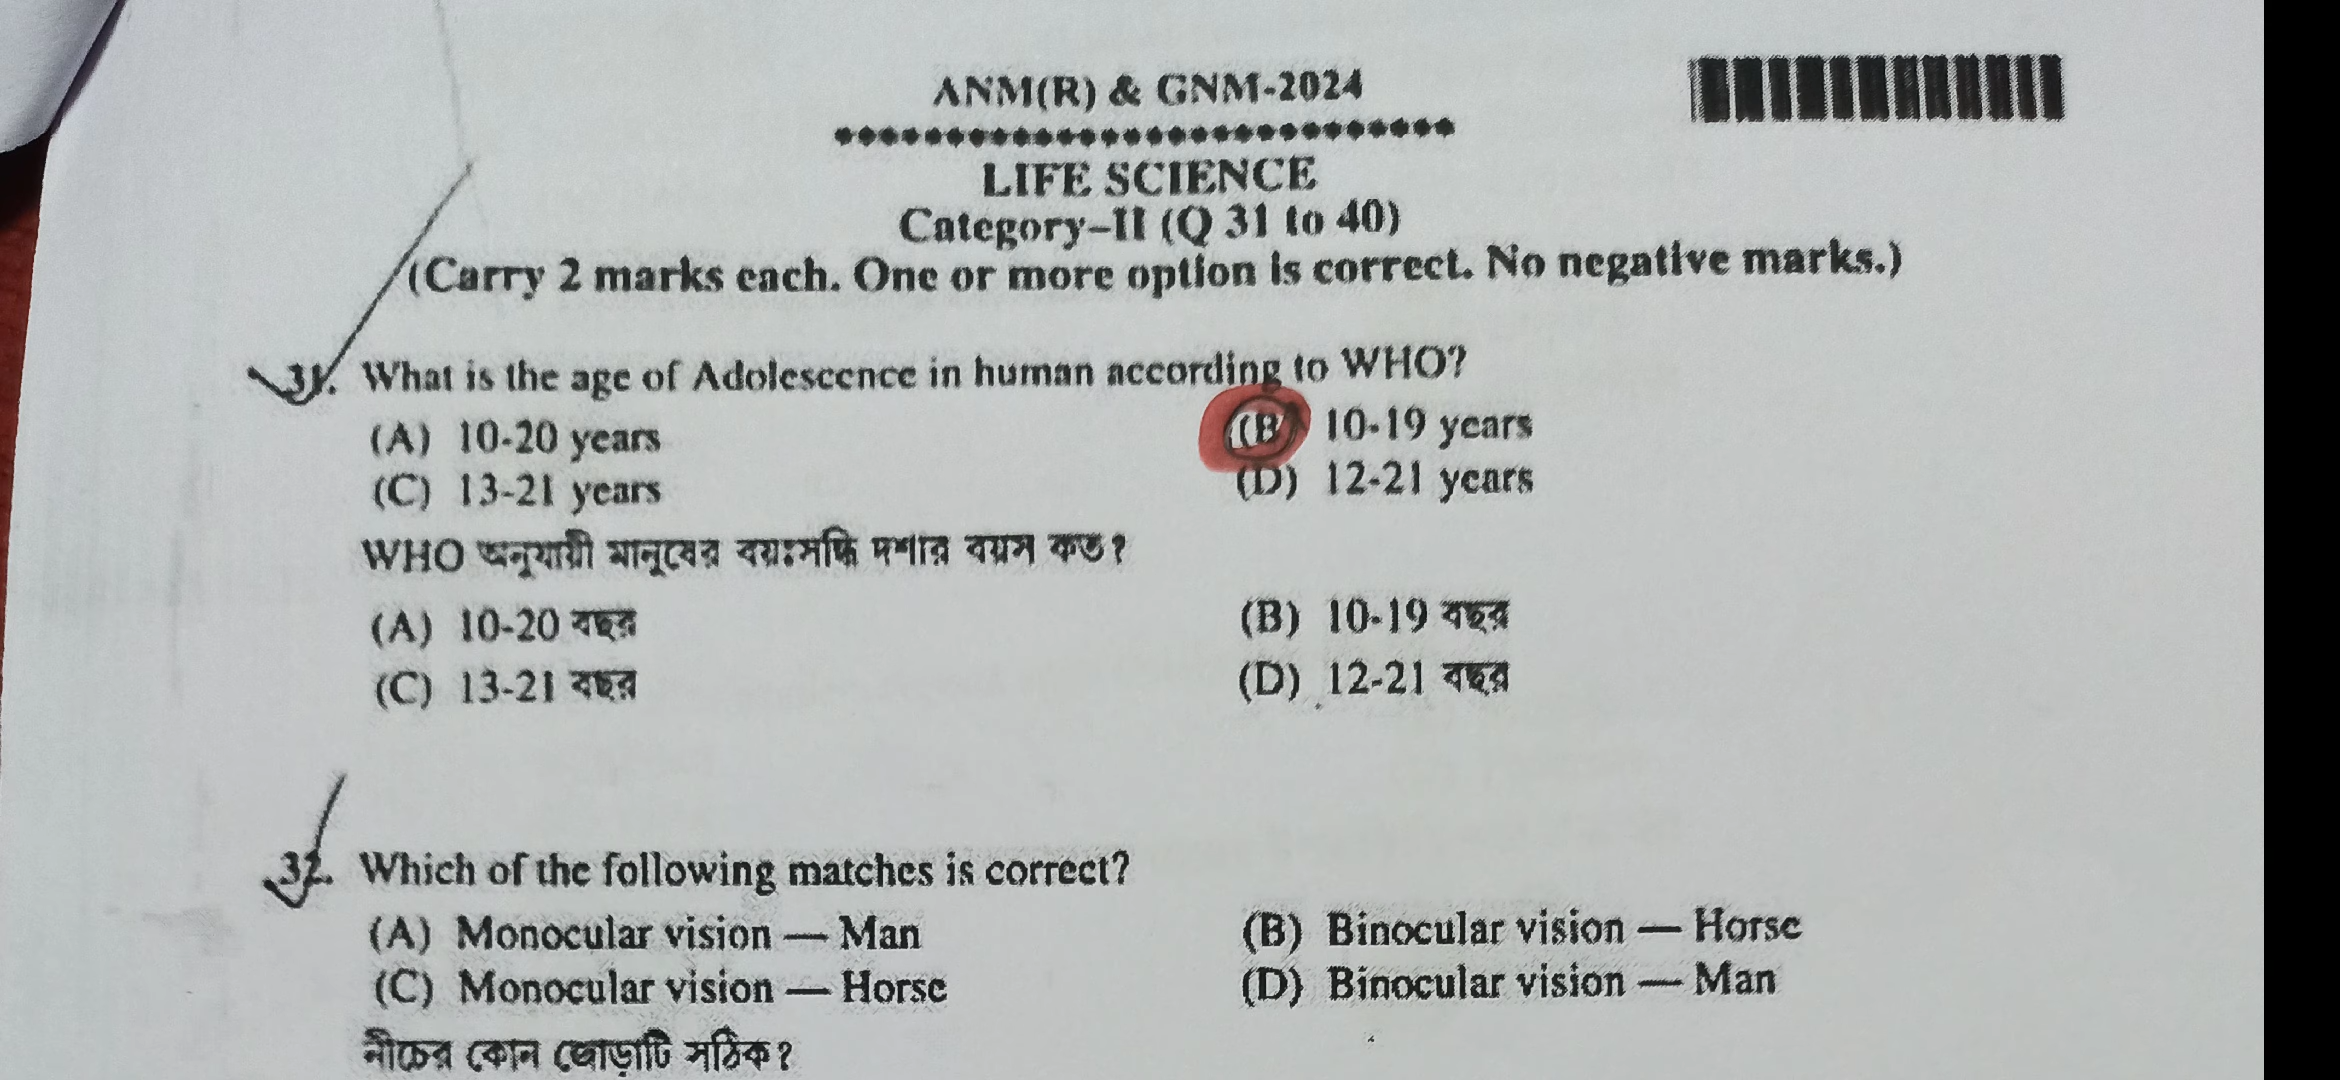 ANM(R) & GNM-2024
LIFE SCIENCE
Category–II (Q 31 to 40)
(Carry 2 marks each. One or more option is correct. No negative marks.)
31. What is the age of Adolescence in human according to WHO?
(A) 10-20 years (B) 10-19 years
(C) 13-21 years (D) 12-21 years
WHO অনুযায়ী মানুষের বয়ঃসন্ধি দশার বয়স কত?
(A) 10-20 বছর (B) 10-19 বছর
(C) 13-21 বছর (D) 12-21 বছর
32. Which of the following matches is correct?
(A) Monocular vision — Man (B) Binocular vision — Horse
(C) Monocular vision — Horse (D) Binocular vision — Man
নীচের কোন জোড়াটি সঠিক?